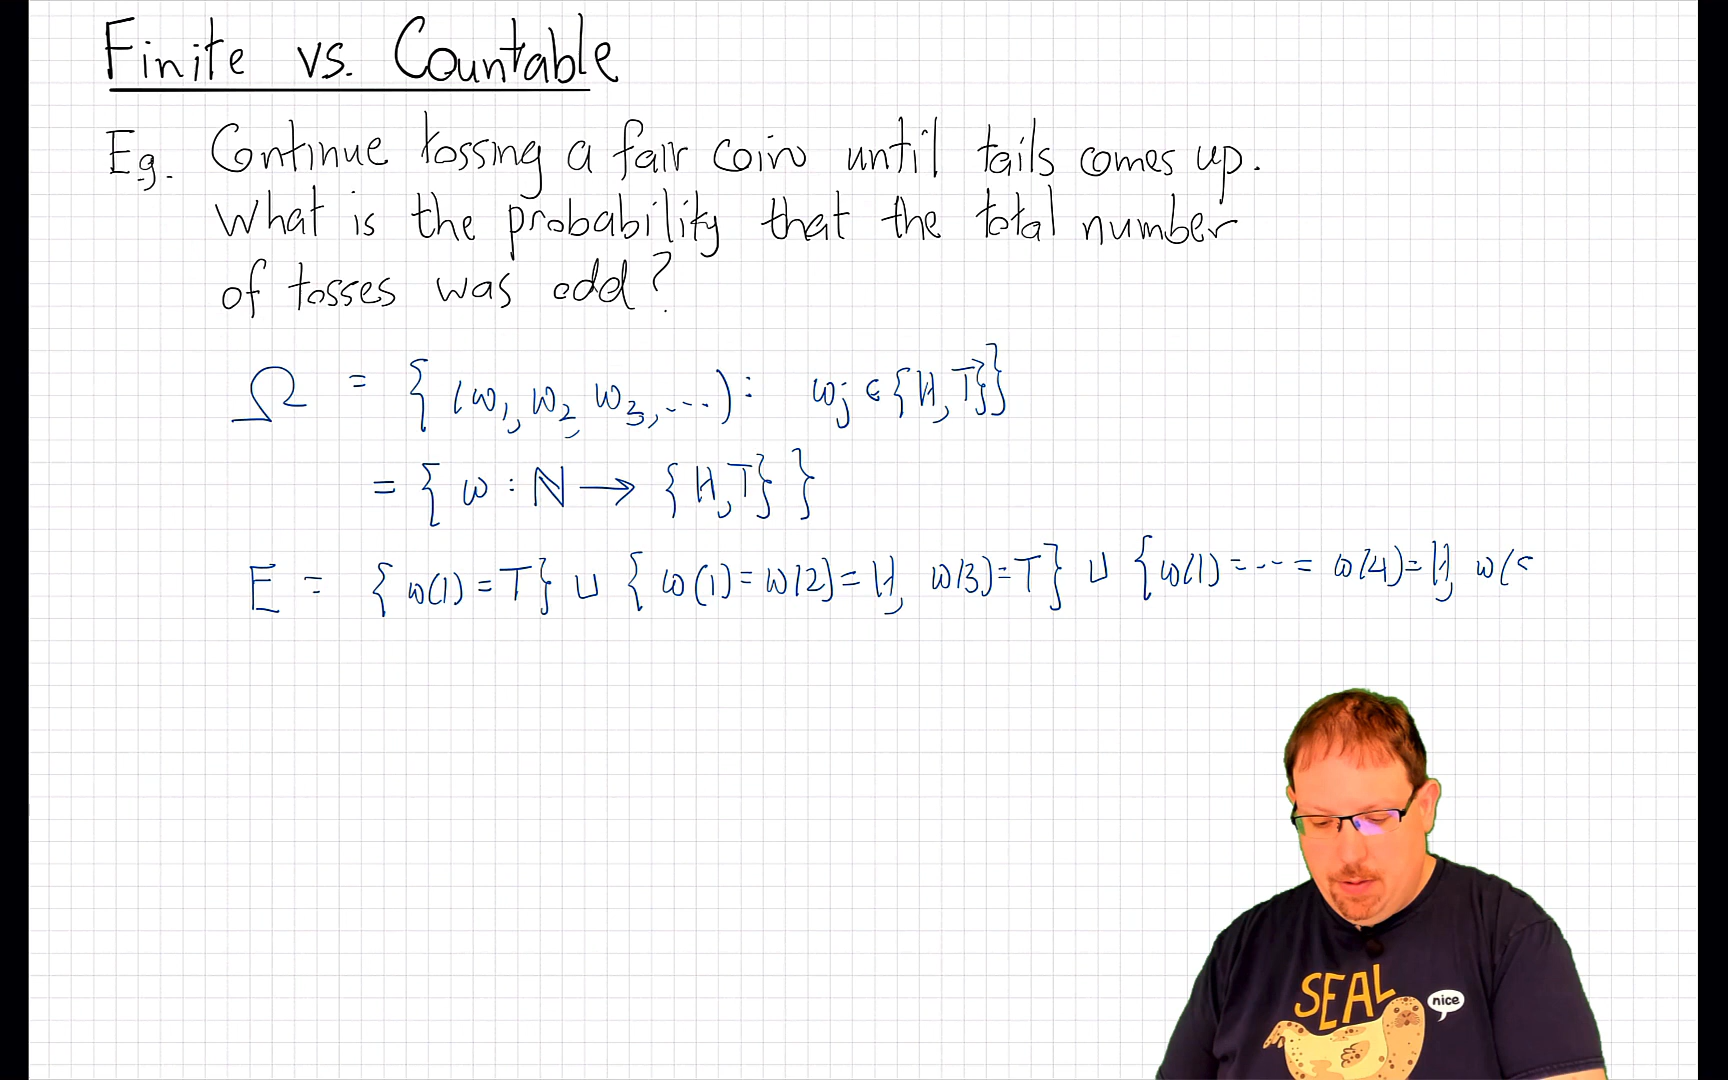 Finite vs. Countable
Eg. Continue tossing a fair coin until tails comes up.
What is the probability that the total number
of tosses was odd?
Ω = { (ω₁, ω₂, ω₃, ...): ωⱼ ∈ {H, T}}
= { ω : ℕ → {H, T} }
E = {ω(1) = T} ⊔ { ω(1) = ω(2) = H, ω(3) = T } ⊔ {ω(1) = ... = ω(4) = H, ω(5
SEAL
nice